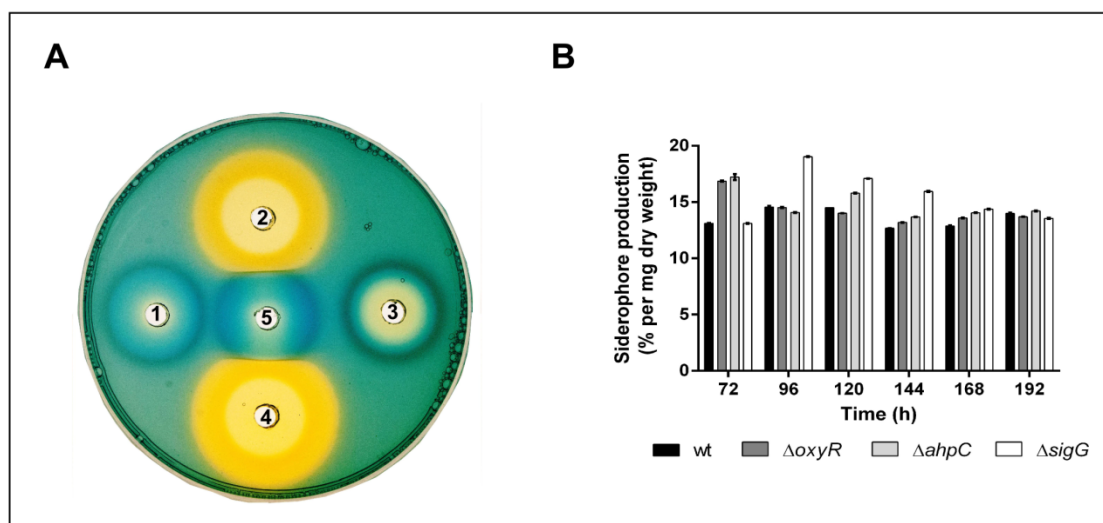 A
B
2
1
5
3
4
Siderophore production
(% per mg dry weight)
20
15
10
5
0
72 96 120 144 168 192
Time (h)
wt ΔoxyR ΔahpC ΔsigG